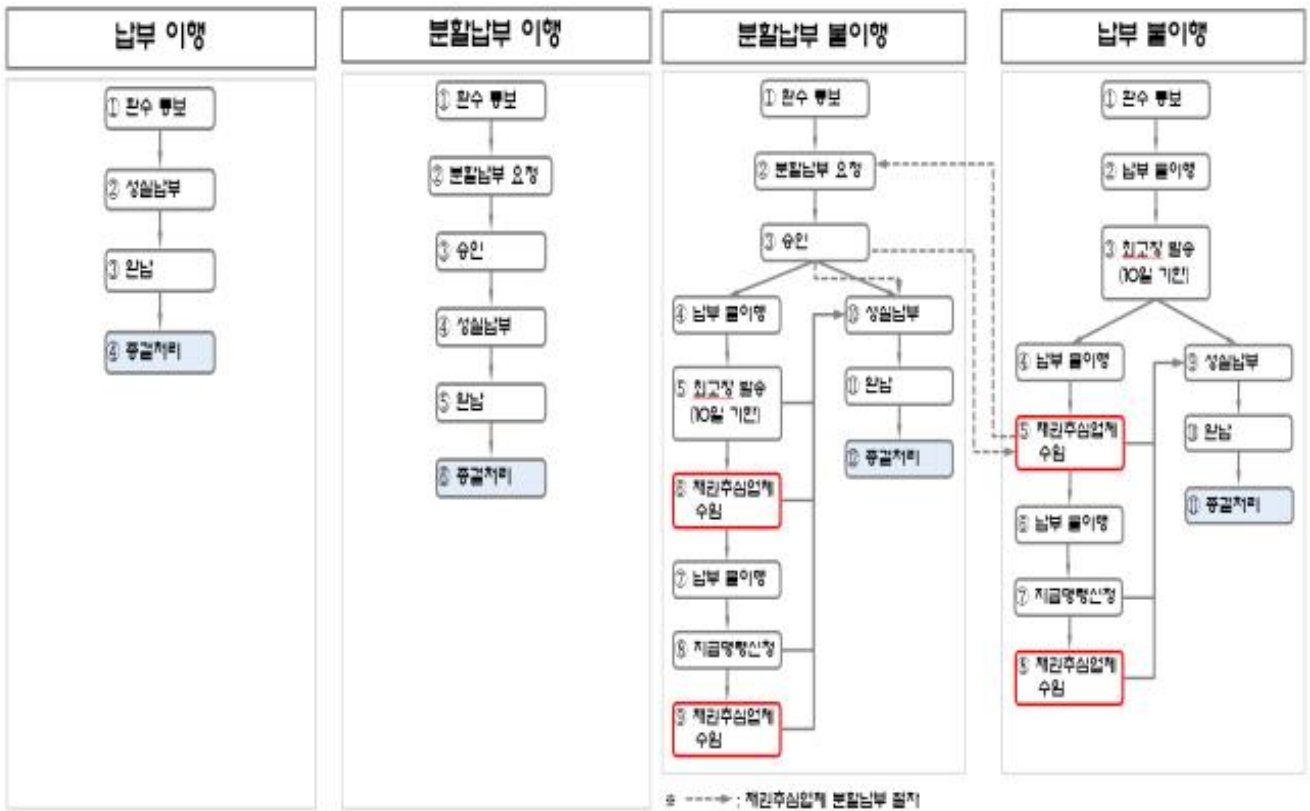 납부 이행
① 환수 통보
② 성실납부
③ 완납
④ 종결처리
분할납부 이행
① 환수 통보
② 분할납부 요청
③ 승인
④ 성실납부
⑤ 완납
⑥ 종결처리
분할납부 불이행
① 환수 통보
② 분할납부 요청
③ 승인
④ 납부 불이행
⑤ 최고장 발송
(10일 기한)
⑥ 채권추심업체
수임
⑦ 납부 불이행
⑧ 지급명령신청
⑨ 채권추심업체
수임
⑩ 성실납부
⑪ 완납
⑫ 종결처리
납부 불이행
① 환수 통보
② 납부 불이행
③ 최고장 발송
(10일 기한)
④ 납부 불이행
⑤ 채권추심업체
수임
⑥ 납부 불이행
⑦ 지급명령신청
⑧ 채권추심업체
수임
⑨ 성실납부
⑩ 완납
⑪ 종결처리
※ : 채권추심업체 분할납부 절차